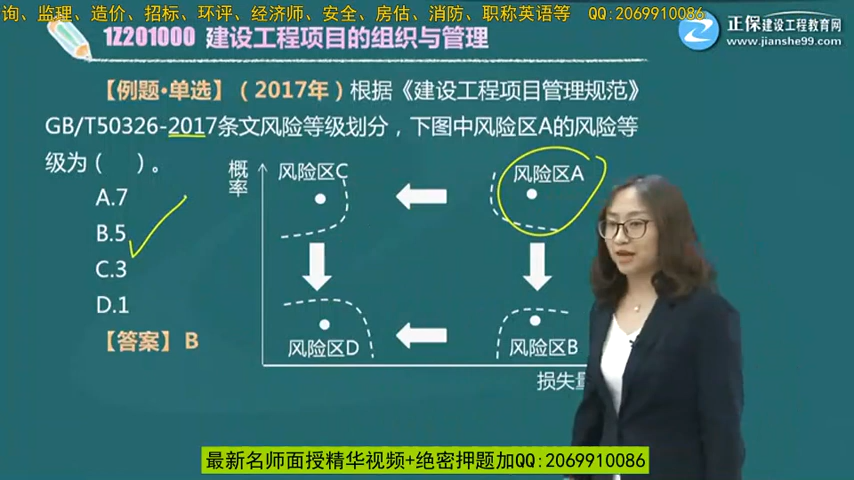 询、监理、造价、招标、环评、经济师、安全、房估、消防、职称英语等 QQ:2069910086
1Z201000 建设工程项目的组织与管理
正保建设工程教育网
www.jianshe99.com
【例题·单选】（2017年）根据《建设工程项目管理规范》
GB/T50326-2017条文风险等级划分，下图中风险区A的风险等
级为（ ）。
A.7
B.5
C.3
D.1
【答案】B
概率
风险区C
风险区A
风险区D
风险区B
损失量
最新名师面授精华视频+绝密押题加QQ:2069910086